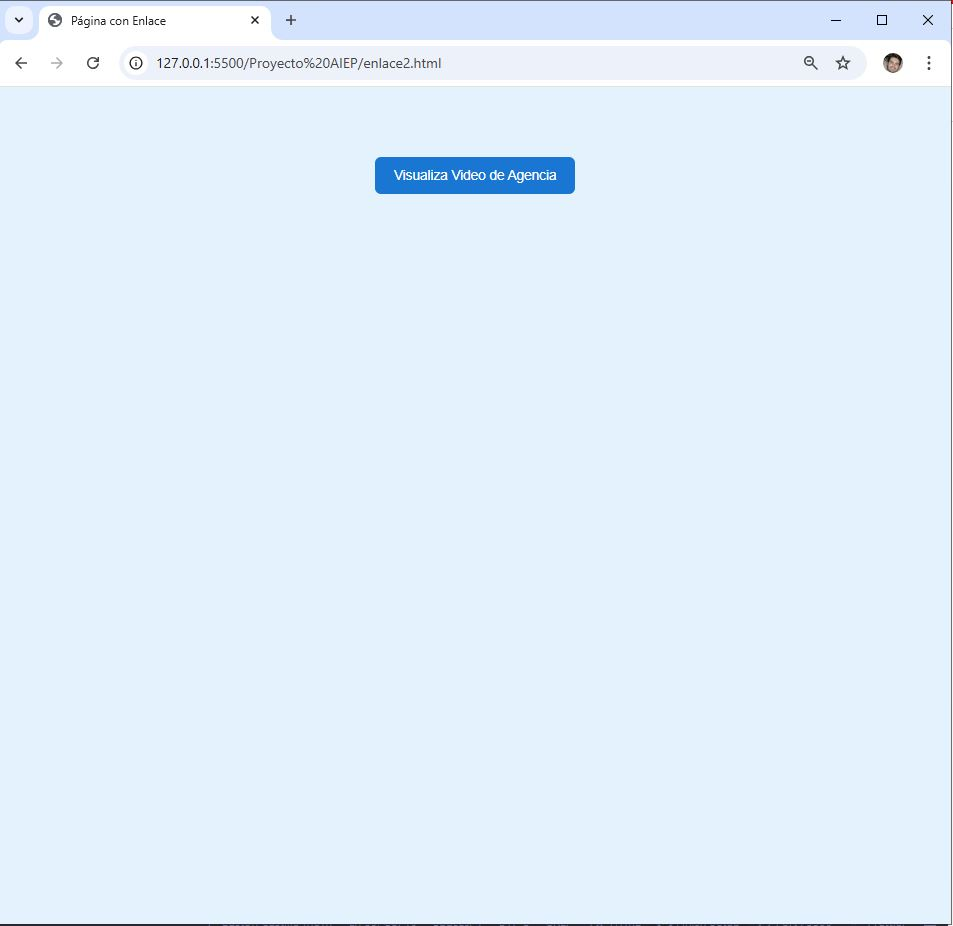 Página con Enlace
127.0.0.1:5500/Proyecto%20AIEP/enlace2.html
Visualiza Video de Agencia